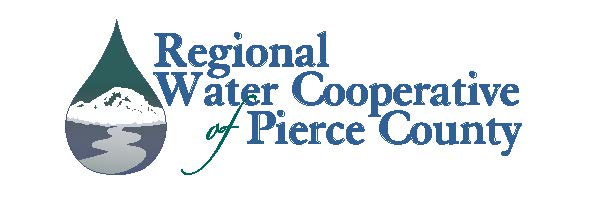 Regional
Water Cooperative
of Pierce County